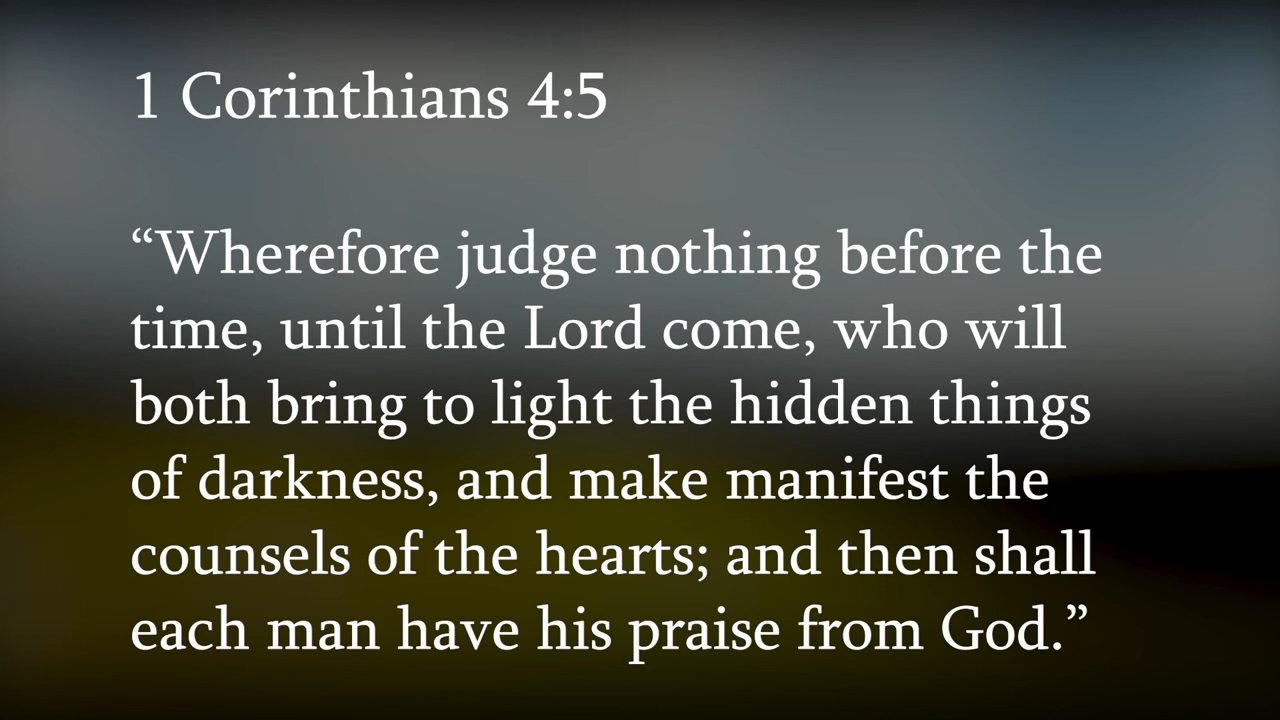 1 Corinthians 4:5
“Wherefore judge nothing before the
time, until the Lord come, who will
both bring to light the hidden things
of darkness, and make manifest the
counsels of the hearts; and then shall
each man have his praise from God.”